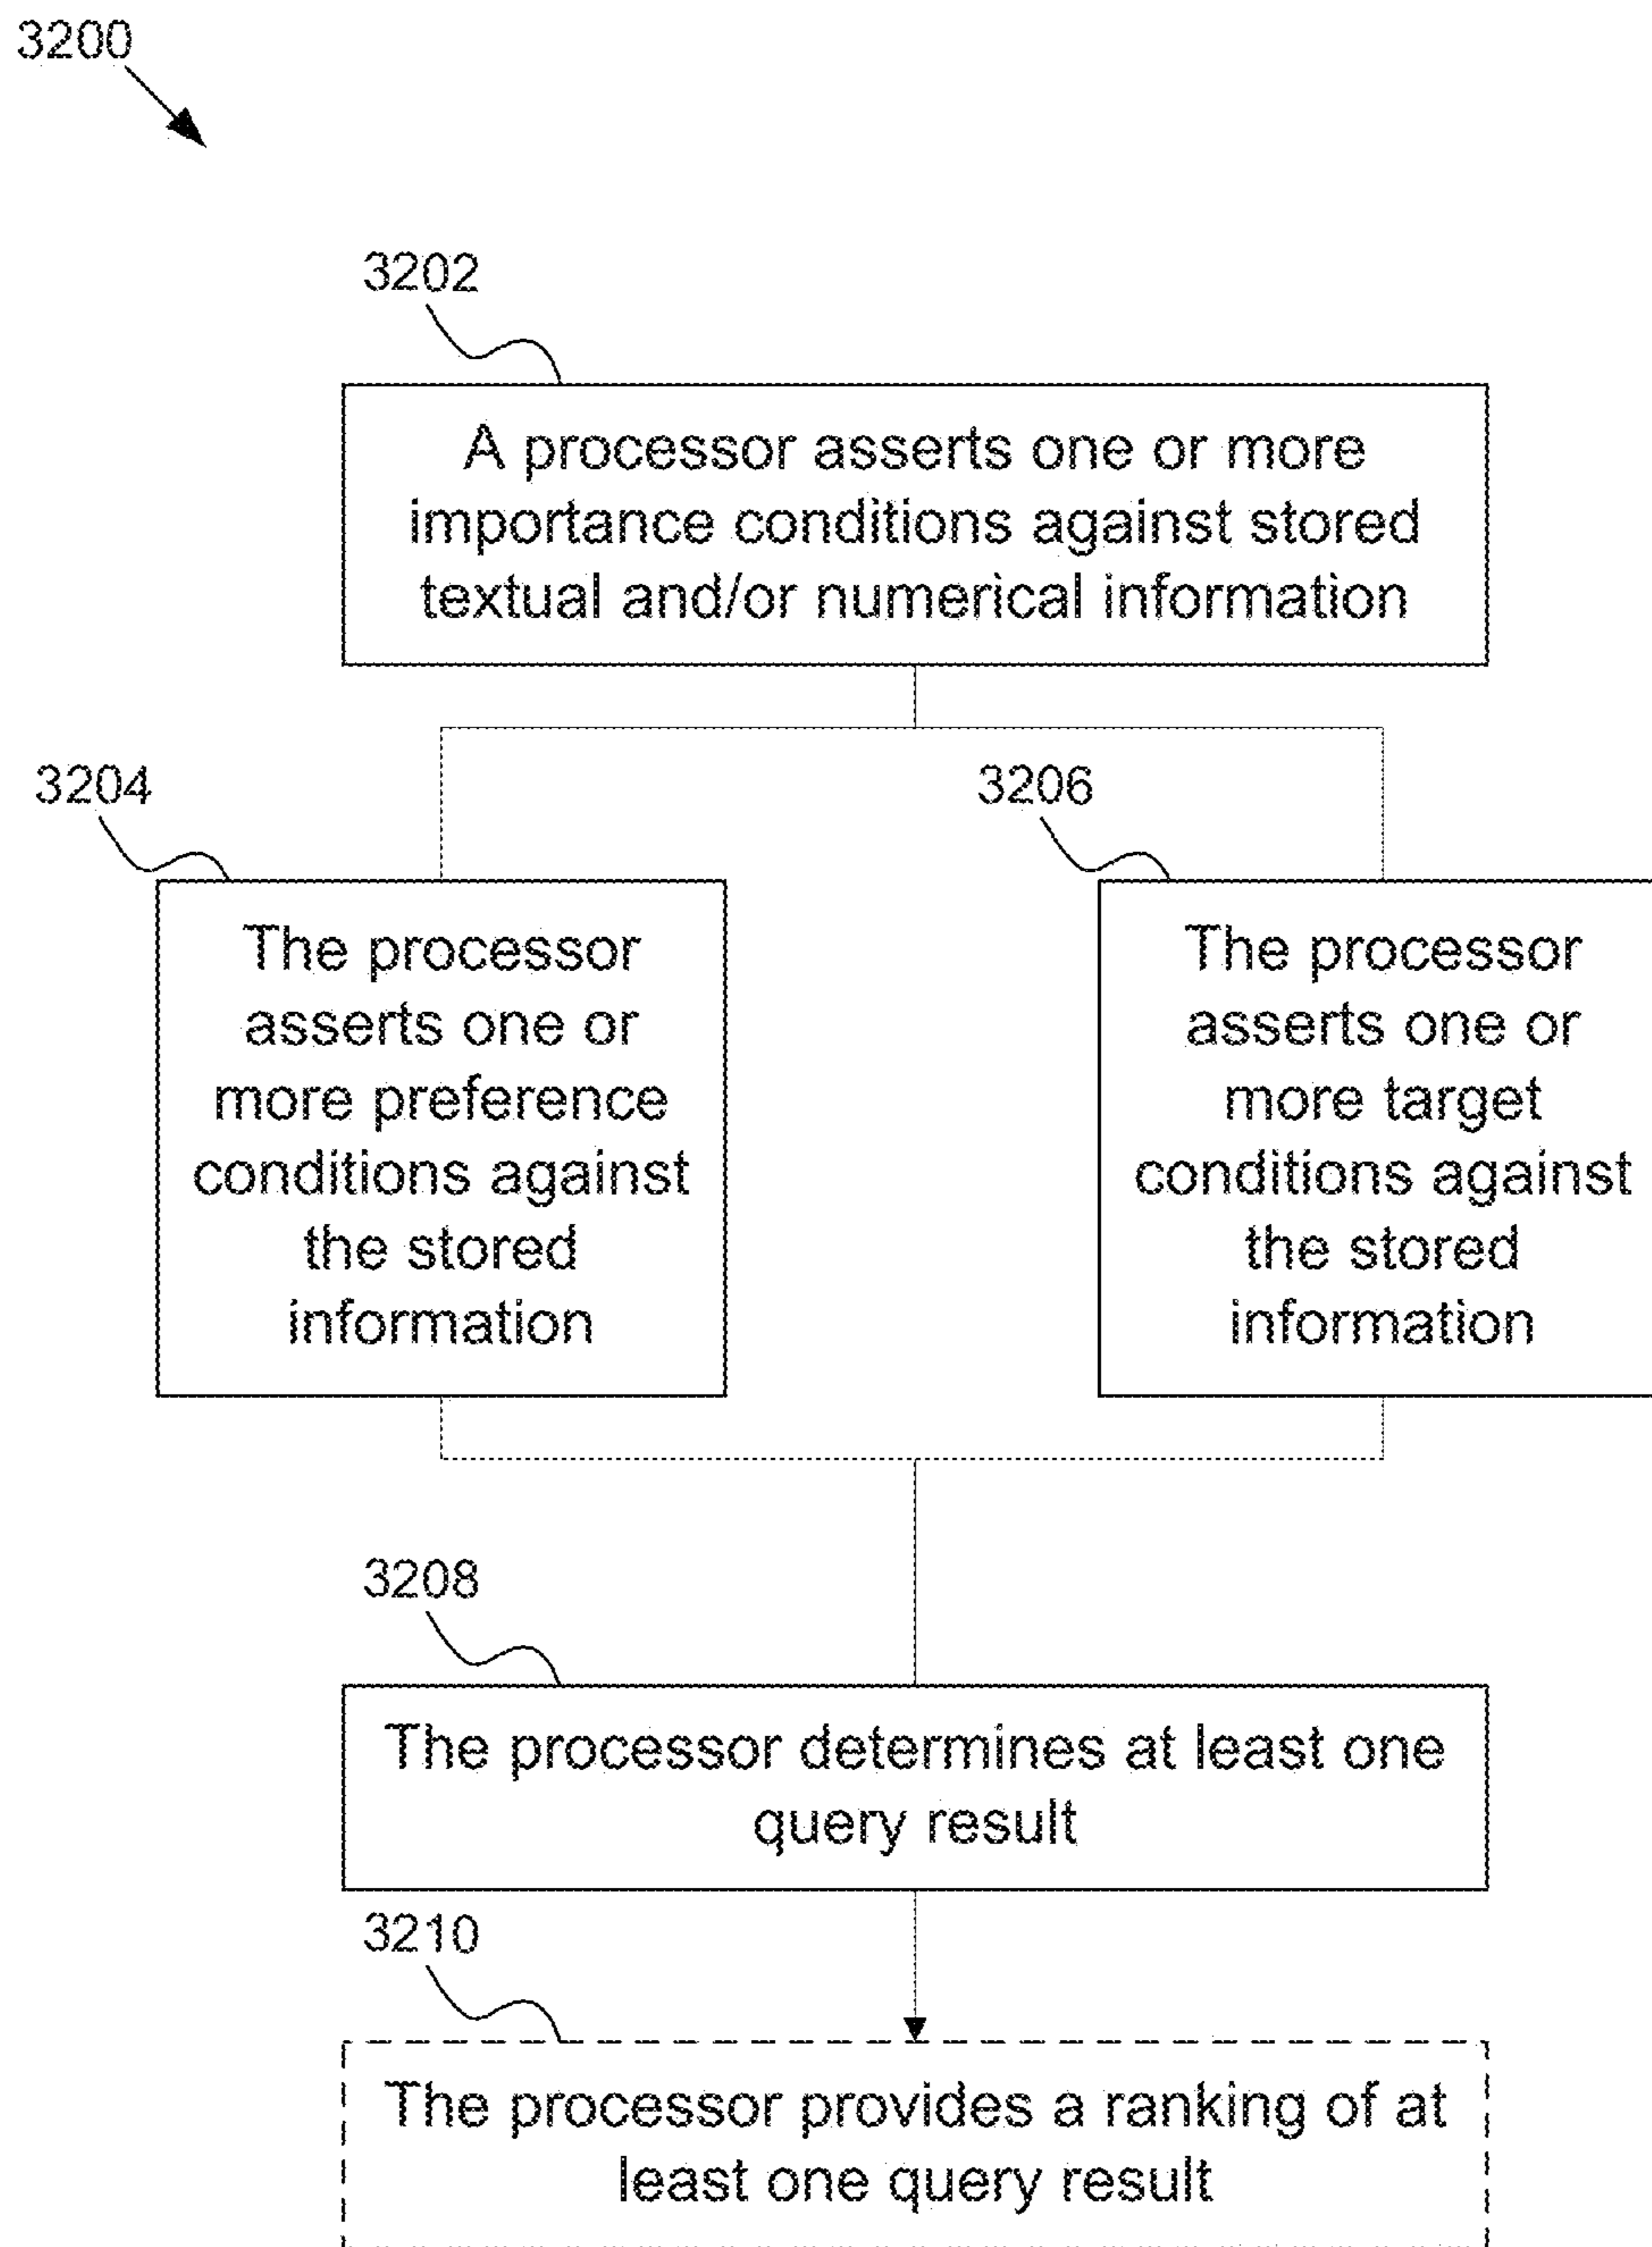 3200
3202
A processor asserts one or more
importance conditions against stored
textual and/or numerical information
3204
The processor
asserts one or
more preference
conditions against
the stored
information
3206
The processor
asserts one or
more target
conditions against
the stored
information
3208
The processor determines at least one
query result
3210
The processor provides a ranking of at
least one query result